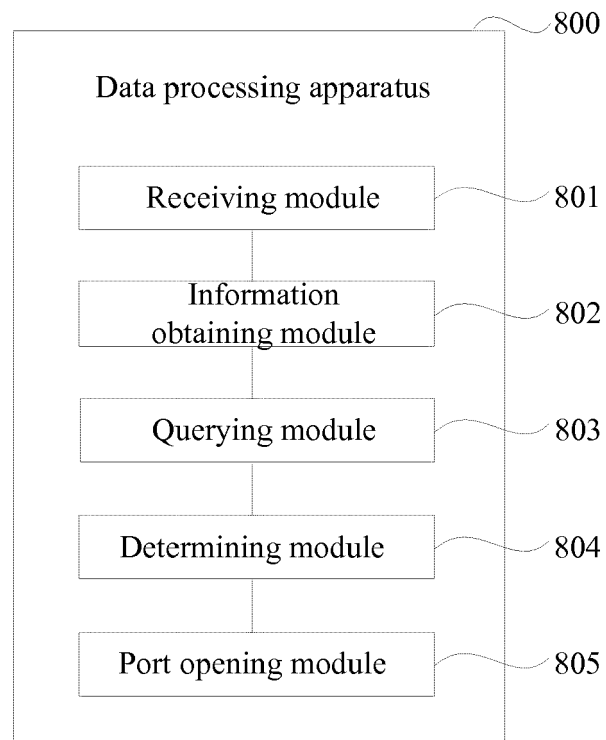 800
Data processing apparatus
Receiving module
801
Information
obtaining module
802
Querying module
803
Determining module
804
Port opening module
805